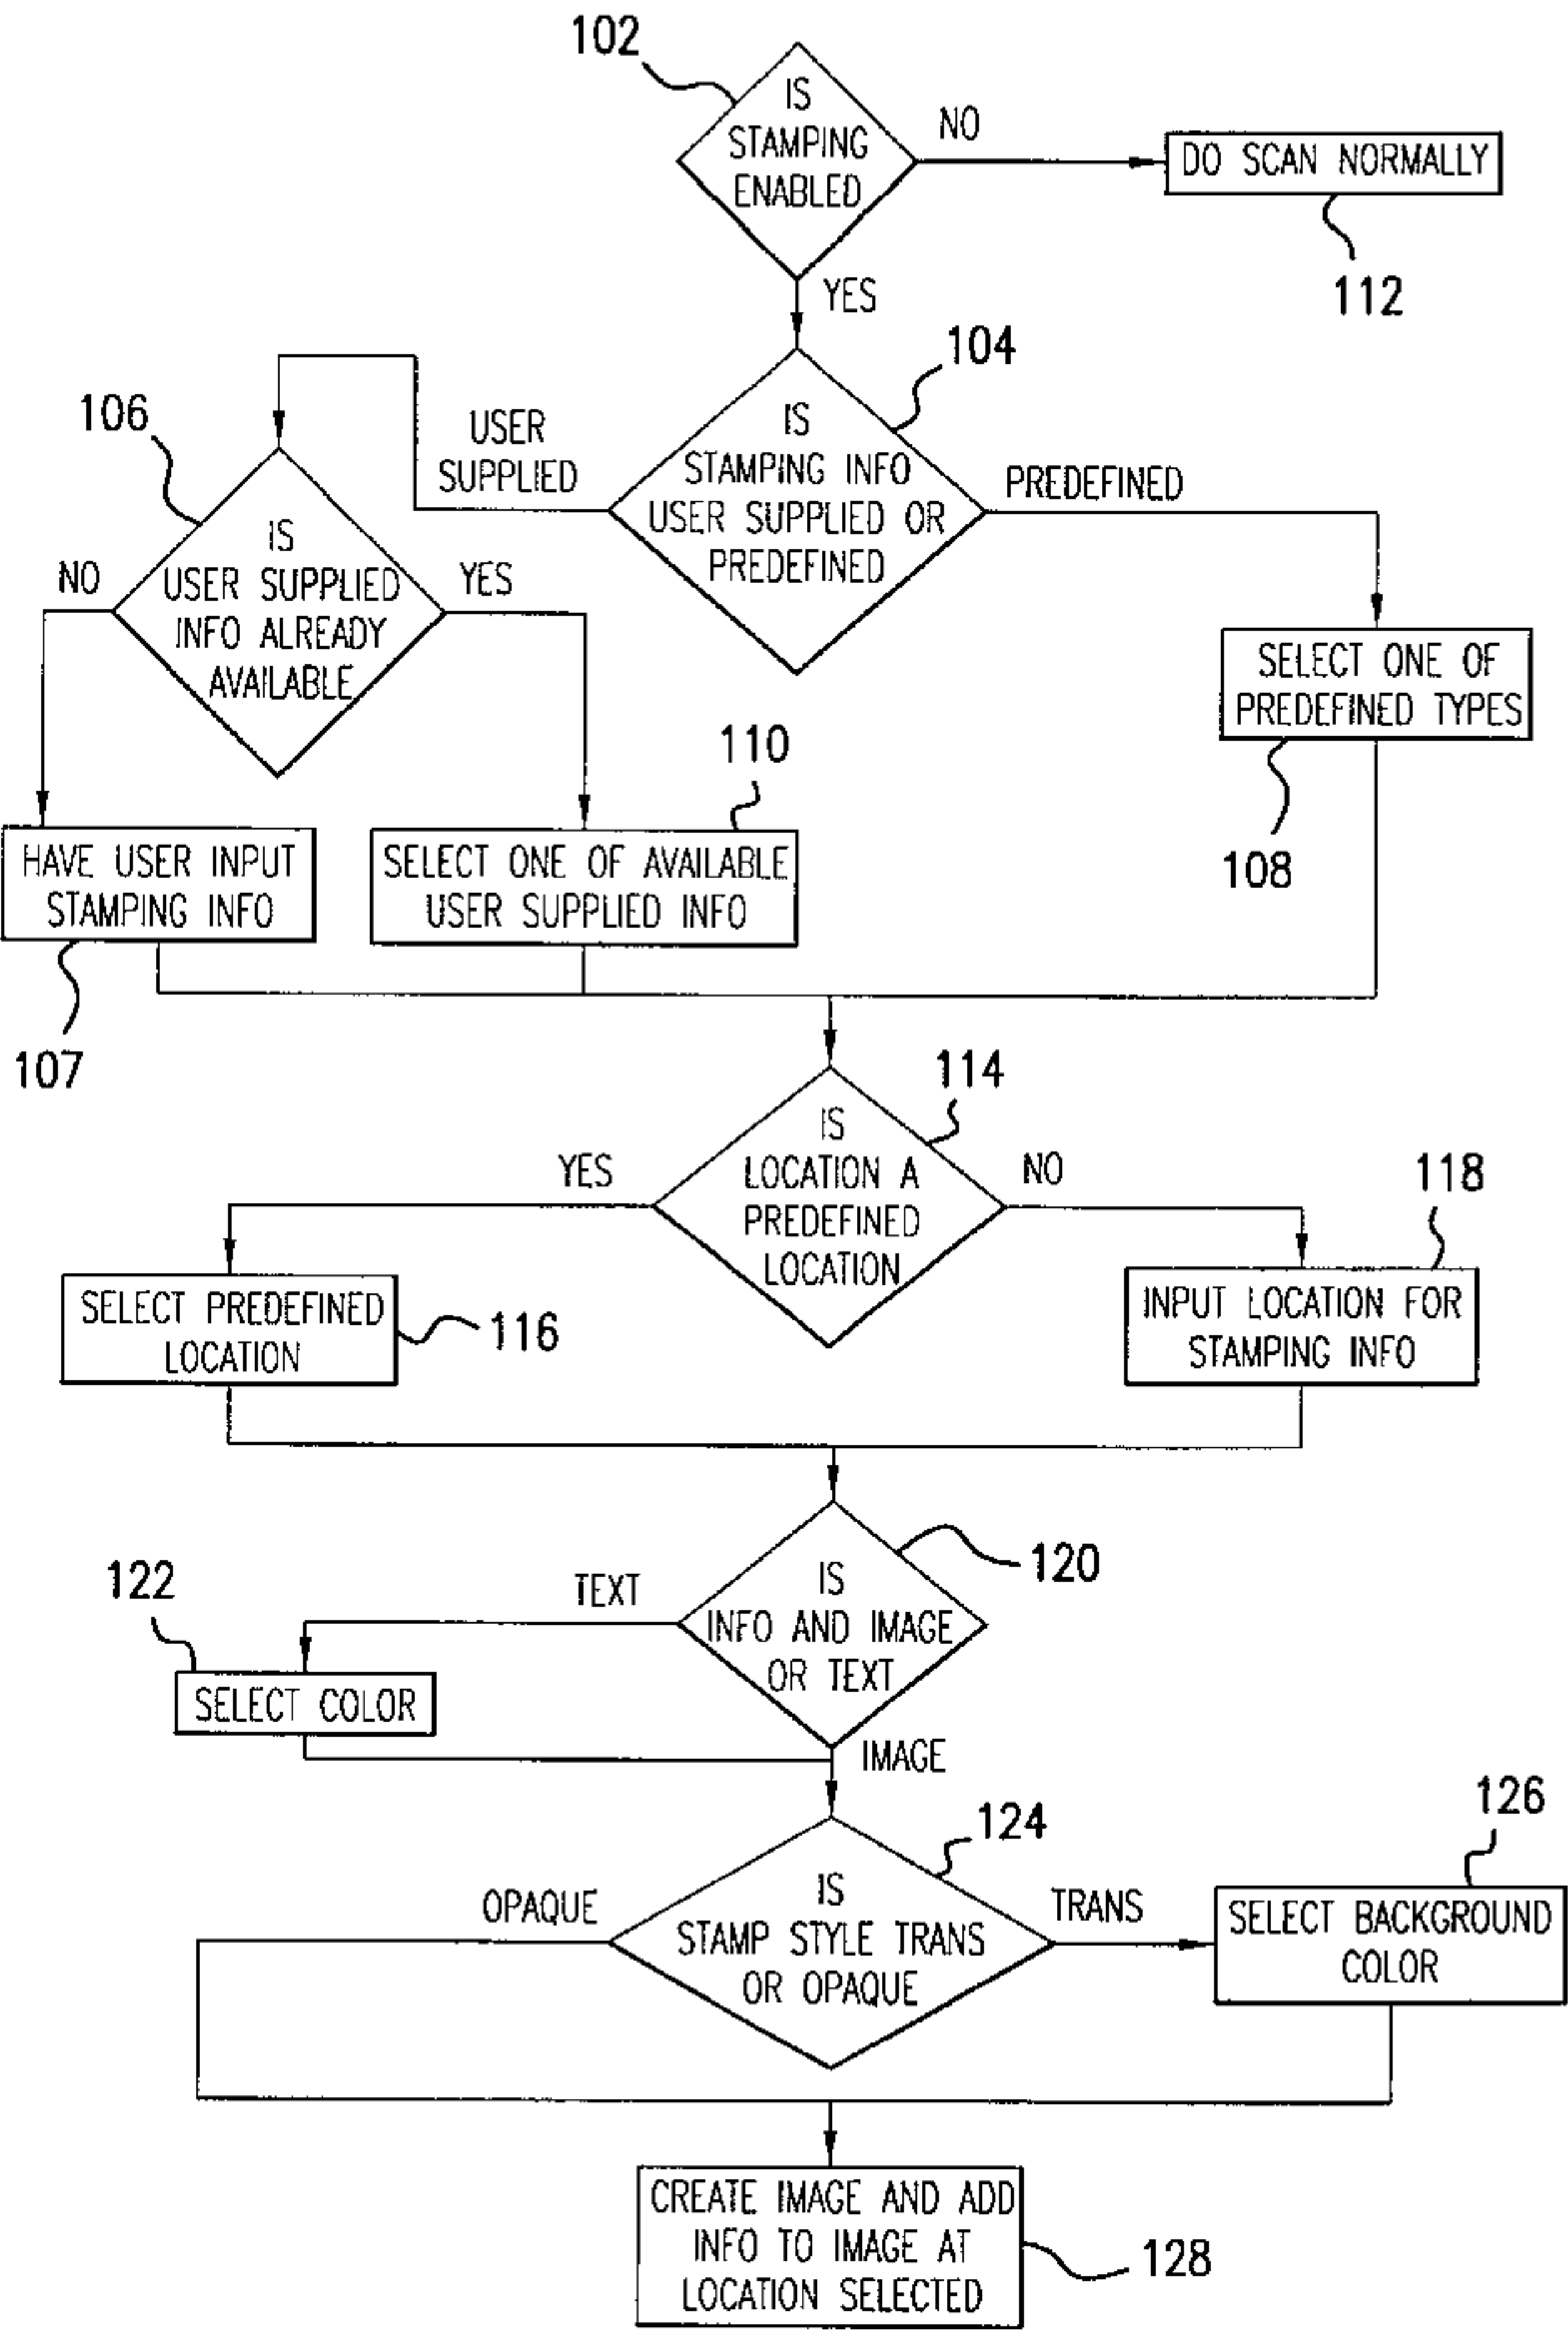 102
IS
STAMPING
ENABLED
NO
DO SCAN NORMALLY
112
YES
104
IS
STAMPING INFO
USER SUPPLIED OR
PREDEFINED
USER
SUPPLIED
PREDEFINED
106
IS
USER SUPPLIED
INFO ALREADY
AVAILABLE
NO
YES
SELECT ONE OF
PREDEFINED TYPES
108
110
HAVE USER INPUT
STAMPING INFO
107
SELECT ONE OF AVAILABLE
USER SUPPLIED INFO
114
IS
LOCATION A
PREDEFINED
LOCATION
YES
NO
118
SELECT PREDEFINED
LOCATION
116
INPUT LOCATION FOR
STAMPING INFO
120
IS
INFO AND IMAGE
OR TEXT
TEXT
122
SELECT COLOR
IMAGE
124
IS
STAMP STYLE TRANS
OR OPAQUE
OPAQUE
TRANS
126
SELECT BACKGROUND
COLOR
CREATE IMAGE AND ADD
INFO TO IMAGE AT
LOCATION SELECTED
128